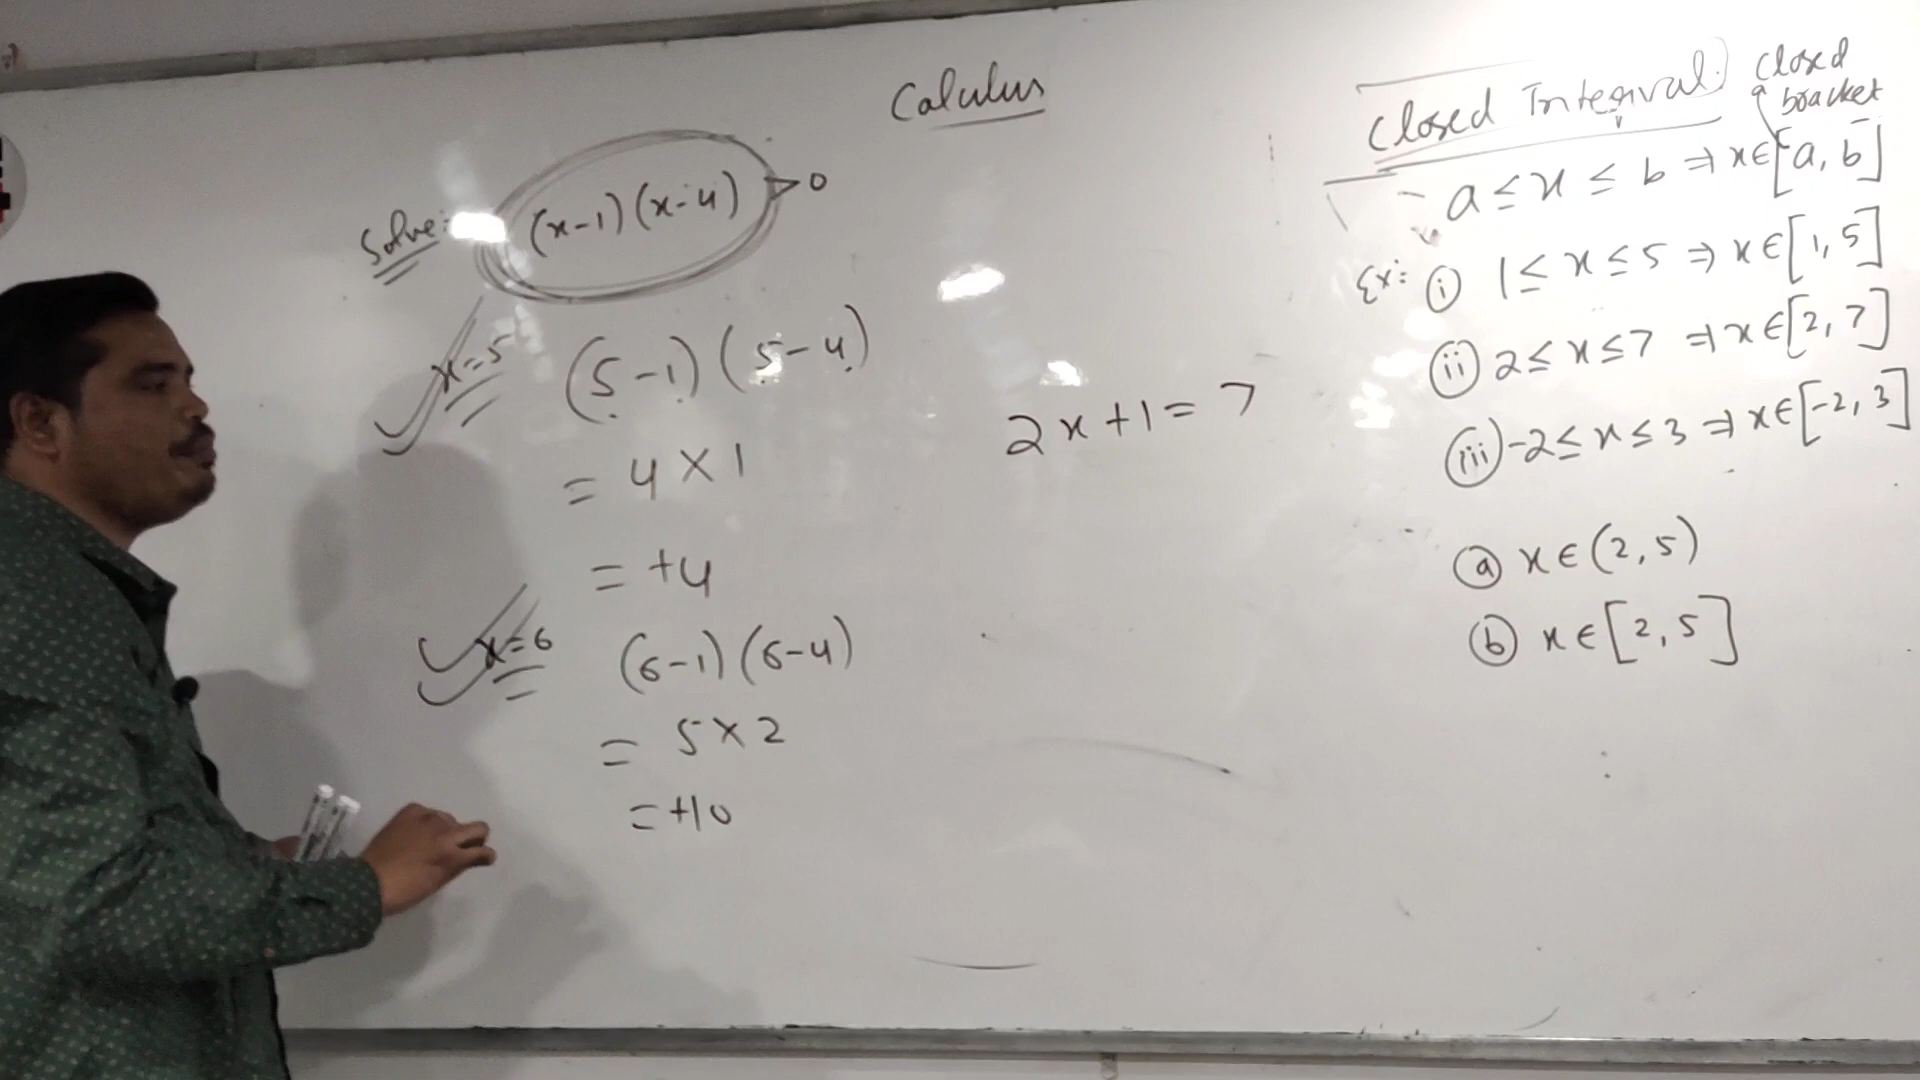 Calculus
Solve: (x-1)(x-4) > 0
x=5 (5-1)(5-4)
= 4 × 1
= +4
x=6 (6-1)(6-4)
= 5×2
= +10
2x+1=7
Closed Interval
closed
bracket
a ≤ x ≤ b ⇒ x∈[a, b]
Ex: (i) 1 ≤ x ≤ 5 ⇒ x∈[1, 5]
(ii) 2 ≤ x ≤ 7 ⇒ x∈[2, 7]
(iii) -2 ≤ x ≤ 3 ⇒ x∈[-2, 3]
(a) x∈(2, 5)
(b) x∈[2, 5]